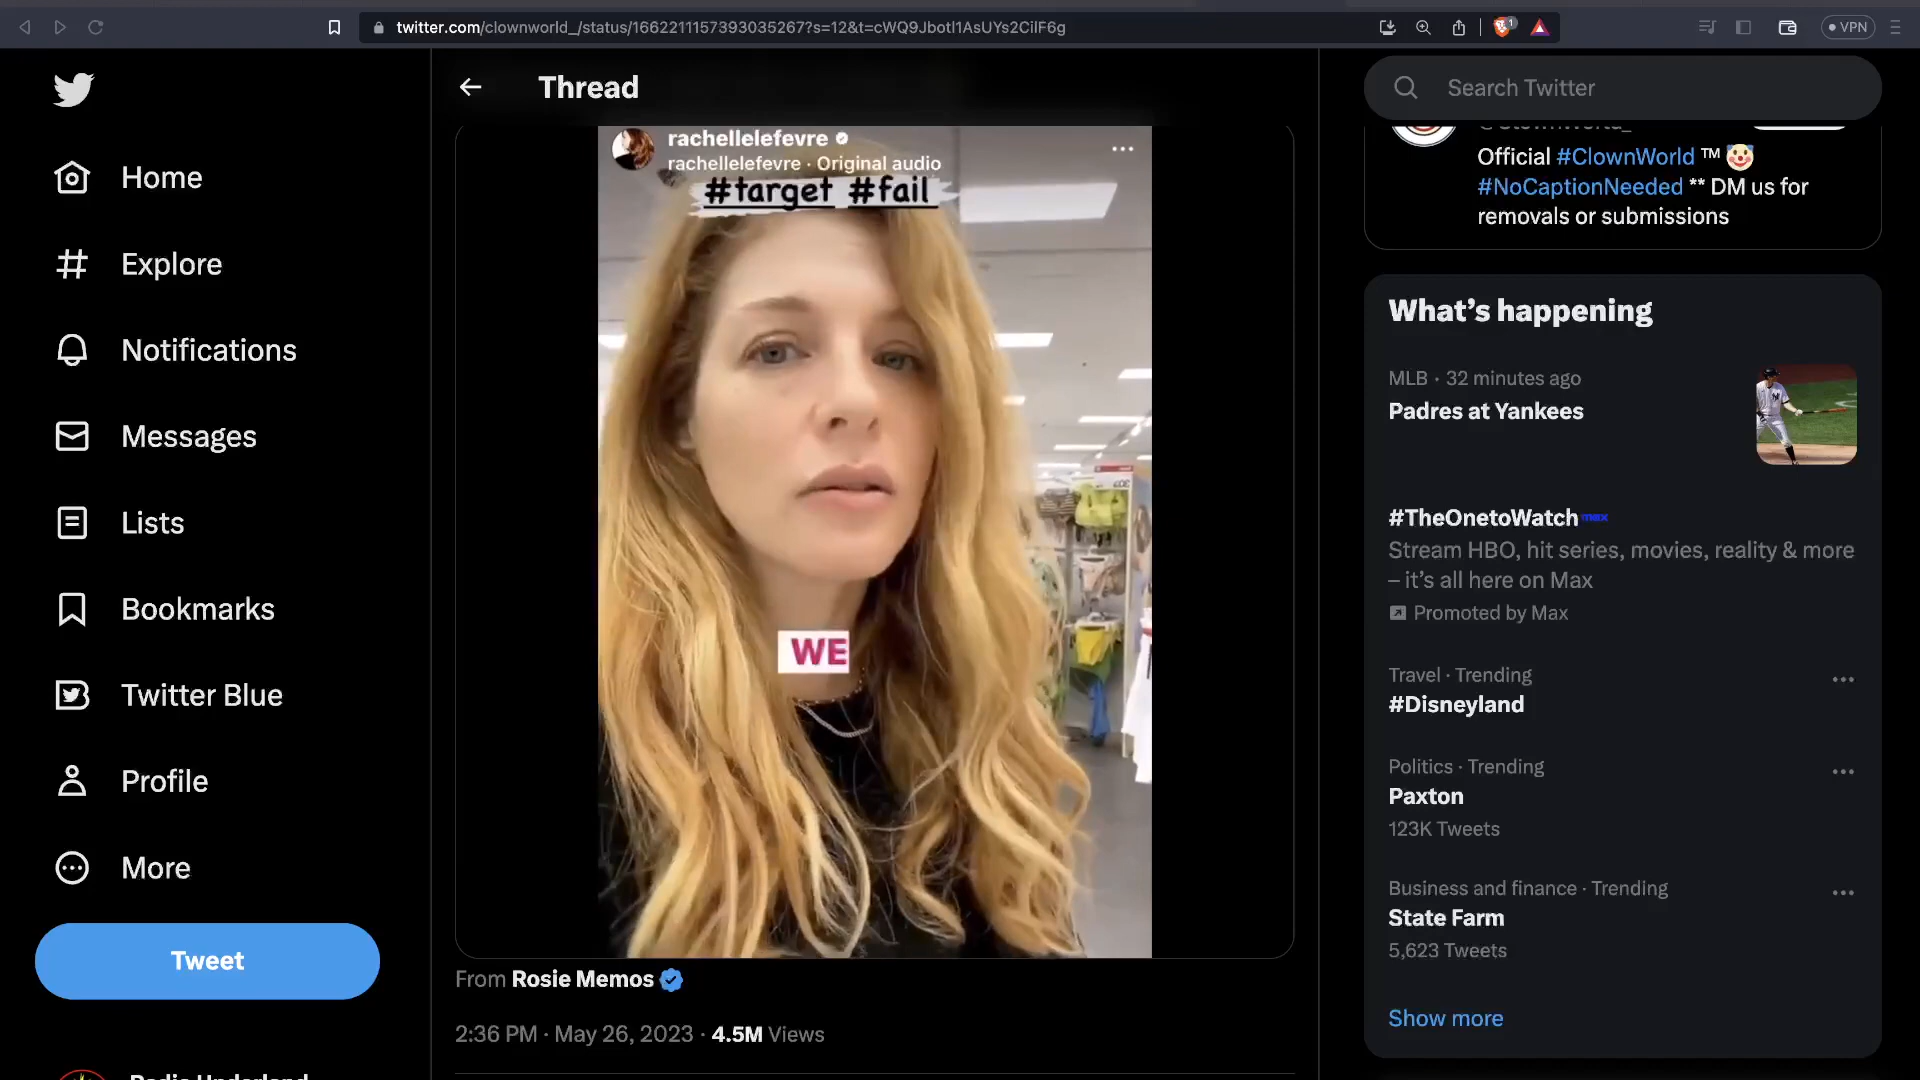 twitter.com/clownworld_/status/1662211157393035267?s=12&t=cWQ9Jbotl1AsUYs2CilF6g
VPN
Home
Explore
Notifications
Messages
Lists
Bookmarks
Twitter Blue
Profile
More
Tweet
Thread
rachellelefevre
rachellelefevre · Original audio
#target #fail
WE
From Rosie Memos
2:36 PM · May 26, 2023 · 4.5M Views
Search Twitter
Official #ClownWorld ™
#NoCaptionNeeded ** DM us for
removals or submissions
What's happening
MLB · 32 minutes ago
Padres at Yankees
#TheOnetoWatch max
Stream HBO, hit series, movies, reality & more
– it's all here on Max
Promoted by Max
Travel · Trending
#Disneyland
Politics · Trending
Paxton
123K Tweets
Business and finance · Trending
State Farm
5,623 Tweets
Show more